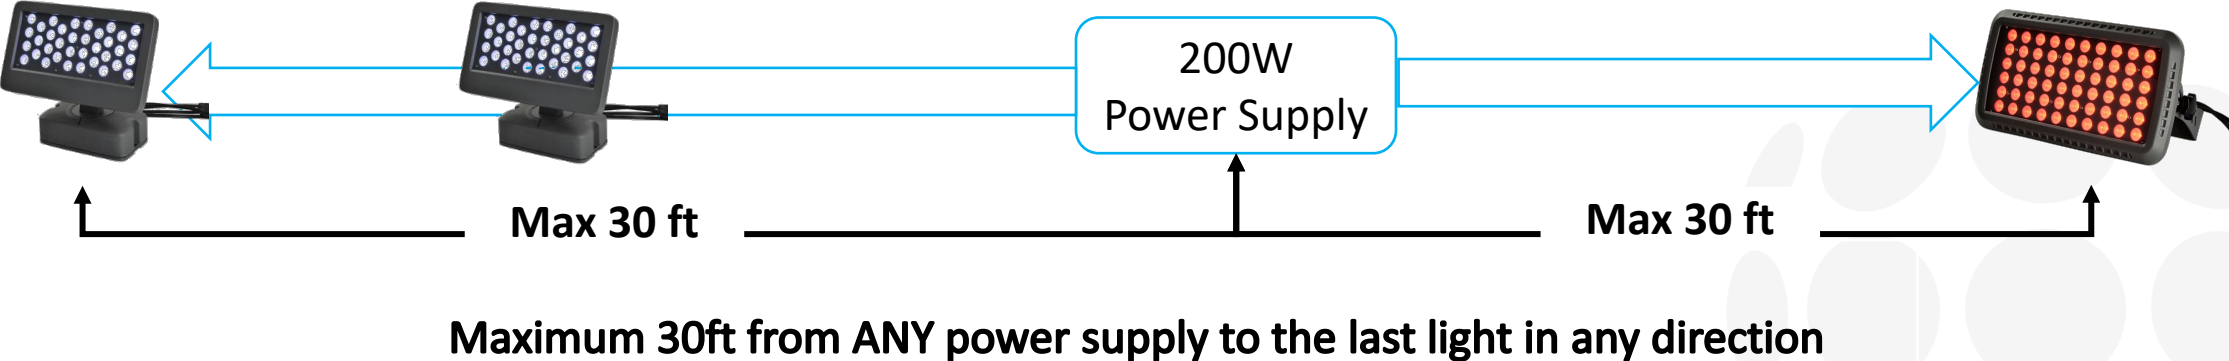 200W
Power Supply
Max 30 ft
Max 30 ft
Maximum 30ft from ANY power supply to the last light in any direction